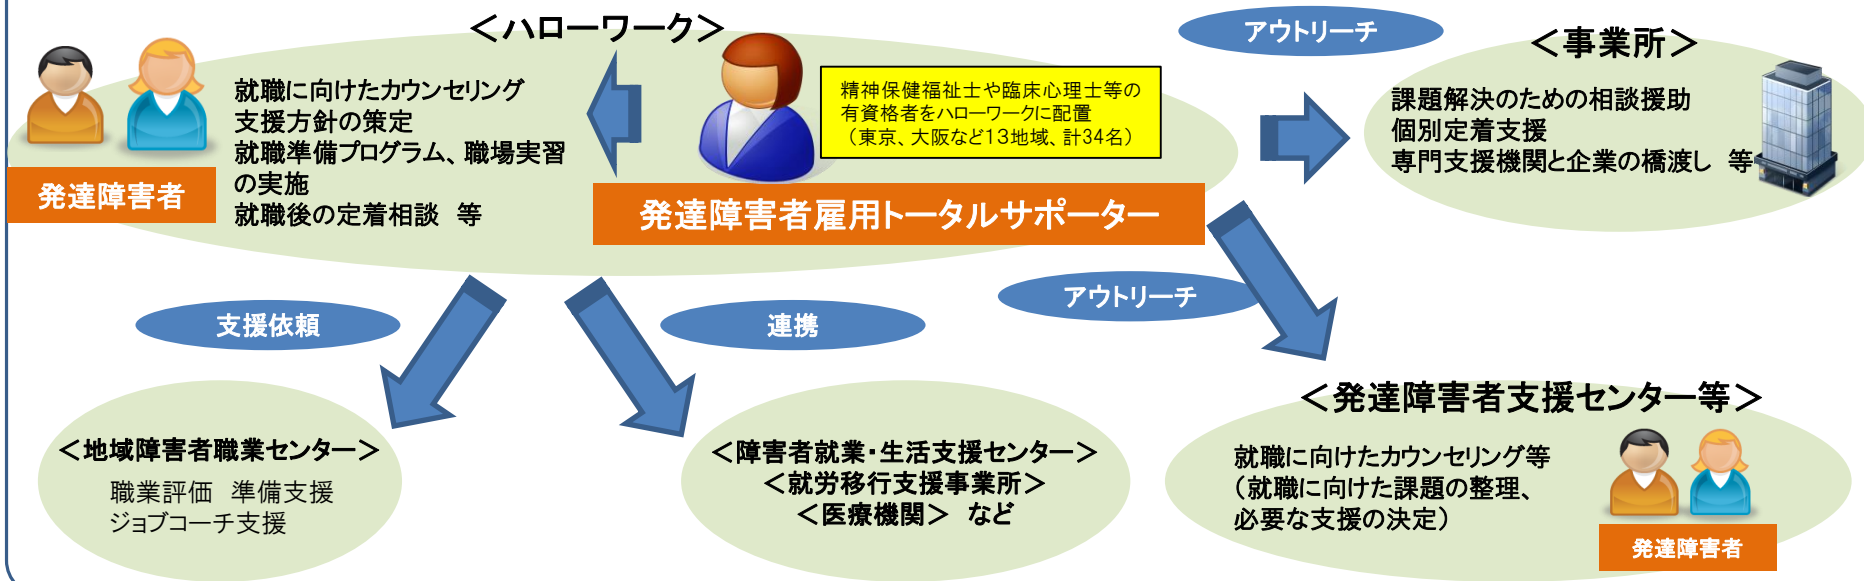 ＜ハローワーク＞
就職に向けたカウンセリング
支援方針の策定
就職準備プログラム、職場実習
の実施
就職後の定着相談　等
発達障害者
精神保健福祉士や臨床心理士等の
有資格者をハローワークに配置
（東京、大阪など１３地域、計34名）
発達障害者雇用トータルサポーター
アウトリーチ
＜事業所＞
課題解決のための相談援助
個別定着支援
専門支援機関と企業の橋渡し　等
支援依頼
連携
アウトリーチ
＜地域障害者職業センター＞
職業評価　準備支援
ジョブコーチ支援
＜障害者就業・生活支援センター＞
＜就労移行支援事業所＞
＜医療機関＞　など
＜発達障害者支援センター等＞
就職に向けたカウンセリング等
（就職に向けた課題の整理、
必要な支援の決定）
発達障害者